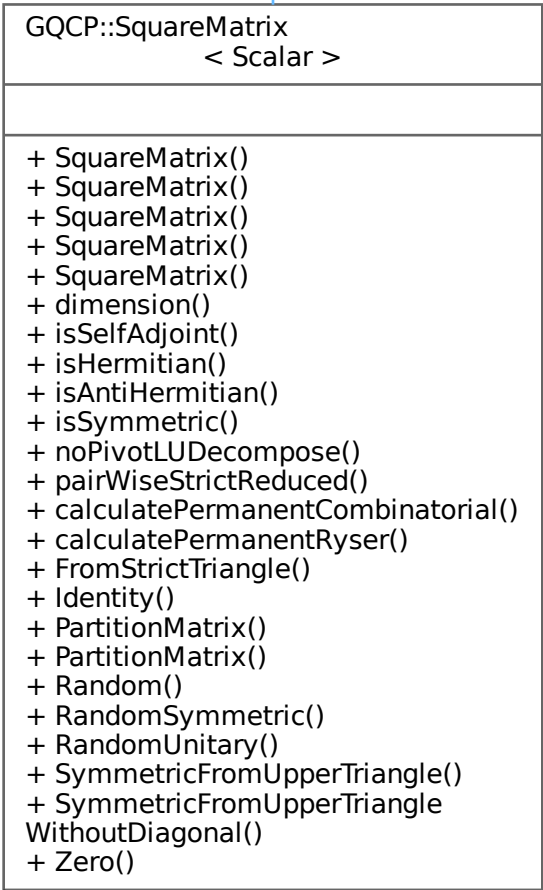 GQCP::SquareMatrix
< Scalar >
+ SquareMatrix()
+ SquareMatrix()
+ SquareMatrix()
+ SquareMatrix()
+ SquareMatrix()
+ dimension()
+ isSelfAdjoint()
+ isHermitian()
+ isAntiHermitian()
+ isSymmetric()
+ noPivotLUDecompose()
+ pairWiseStrictReduced()
+ calculatePermanentCombinatorial()
+ calculatePermanentRyser()
+ FromStrictTriangle()
+ Identity()
+ PartitionMatrix()
+ PartitionMatrix()
+ Random()
+ RandomSymmetric()
+ RandomUnitary()
+ SymmetricFromUpperTriangle()
+ SymmetricFromUpperTriangle
WithoutDiagonal()
+ Zero()